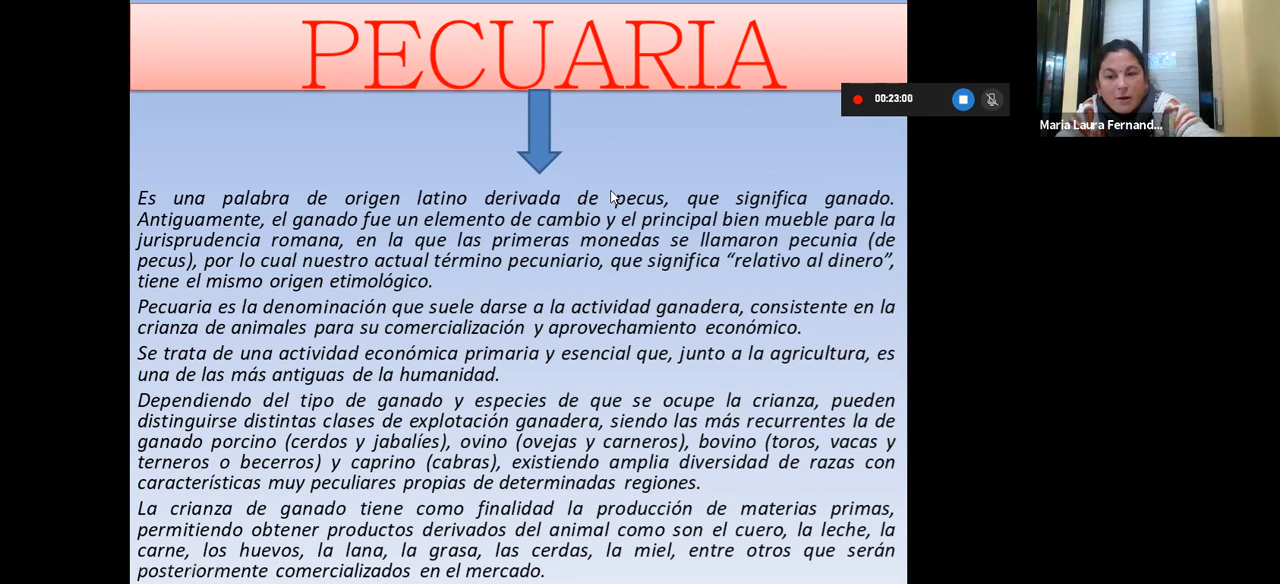 PECUARIA
00:23:00
Maria Laura Fernand...
Es una palabra de origen latino derivada de pecus, que significa ganado.
Antiguamente, el ganado fue un elemento de cambio y el principal bien mueble para la
jurisprudencia romana, en la que las primeras monedas se llamaron pecunia (de
pecus), por lo cual nuestro actual término pecuniario, que significa “relativo al dinero”,
tiene el mismo origen etimológico.
Pecuaria es la denominación que suele darse a la actividad ganadera, consistente en la
crianza de animales para su comercialización y aprovechamiento económico.
Se trata de una actividad económica primaria y esencial que, junto a la agricultura, es
una de las más antiguas de la humanidad.
Dependiendo del tipo de ganado y especies de que se ocupe la crianza, pueden
distinguirse distintas clases de explotación ganadera, siendo las más recurrentes la de
ganado porcino (cerdos y jabalíes), ovino (ovejas y carneros), bovino (toros, vacas y
terneros o becerros) y caprino (cabras), existiendo amplia diversidad de razas con
características muy peculiares propias de determinadas regiones.
La crianza de ganado tiene como finalidad la producción de materias primas,
permitiendo obtener productos derivados del animal como son el cuero, la leche, la
carne, los huevos, la lana, la grasa, las cerdas, la miel, entre otros que serán
posteriormente comercializados en el mercado.